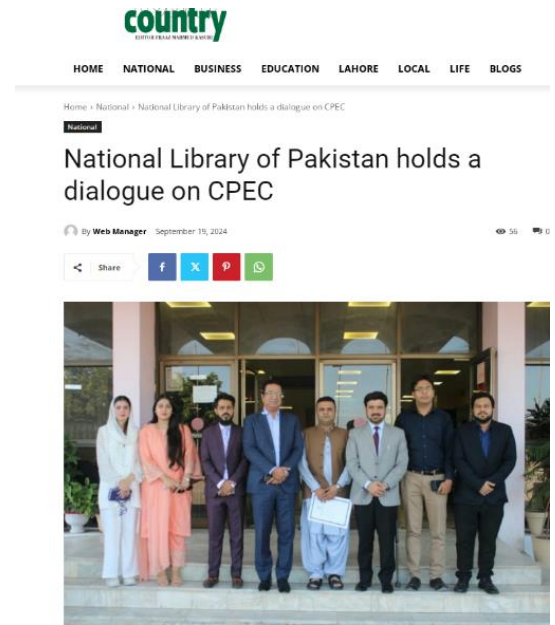 country
HOME NATIONAL BUSINESS EDUCATION LAHORE LOCAL LIFE BLOGS
Home › National › National Library of Pakistan holds a dialogue on CPEC
National
National Library of Pakistan holds a
dialogue on CPEC
By Web Manager September 19, 2024 56 0
Share